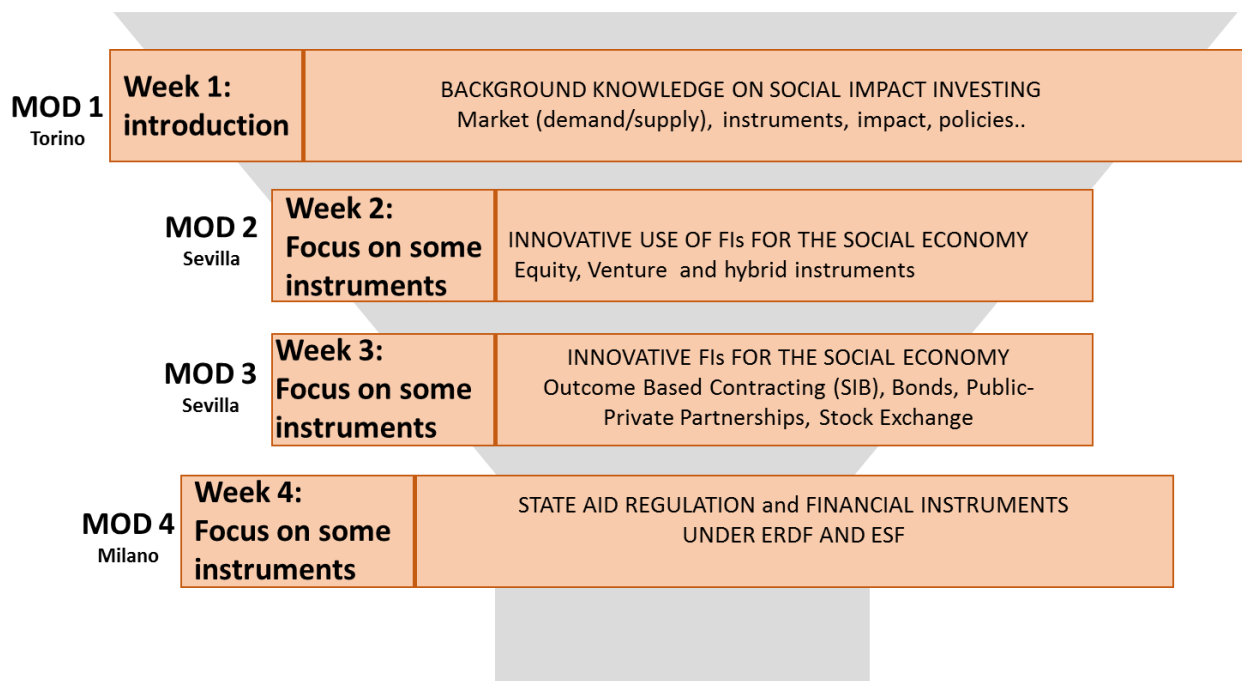 MOD 1
Torino
Week 1:
introduction
BACKGROUND KNOWLEDGE ON SOCIAL IMPACT INVESTING
Market (demand/supply), instruments, impact, policies..
MOD 2
Sevilla
Week 2:
Focus on some
instruments
INNOVATIVE USE OF FIs FOR THE SOCIAL ECONOMY
Equity, Venture and hybrid instruments
MOD 3
Sevilla
Week 3:
Focus on some
instruments
INNOVATIVE FIs FOR THE SOCIAL ECONOMY
Outcome Based Contracting (SIB), Bonds, Public-
Private Partnerships, Stock Exchange
MOD 4
Milano
Week 4:
Focus on some
instruments
STATE AID REGULATION and FINANCIAL INSTRUMENTS
UNDER ERDF AND ESF